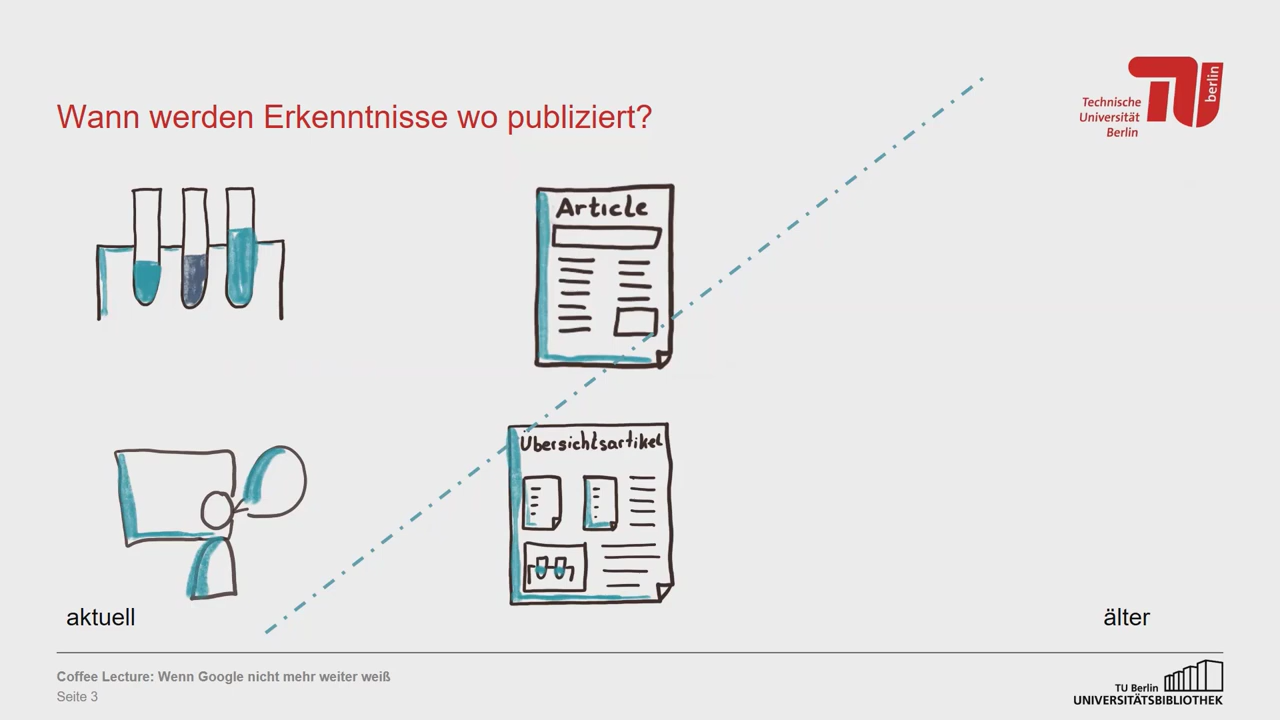 Wann werden Erkenntnisse wo publiziert?
Technische
Universität
Berlin
berlin
Article
Übersichtsartikel
aktuell
älter
Coffee Lecture: Wenn Google nicht mehr weiter weiß
Seite 3
TU Berlin
UNIVERSITÄTSBIBLIOTHEK